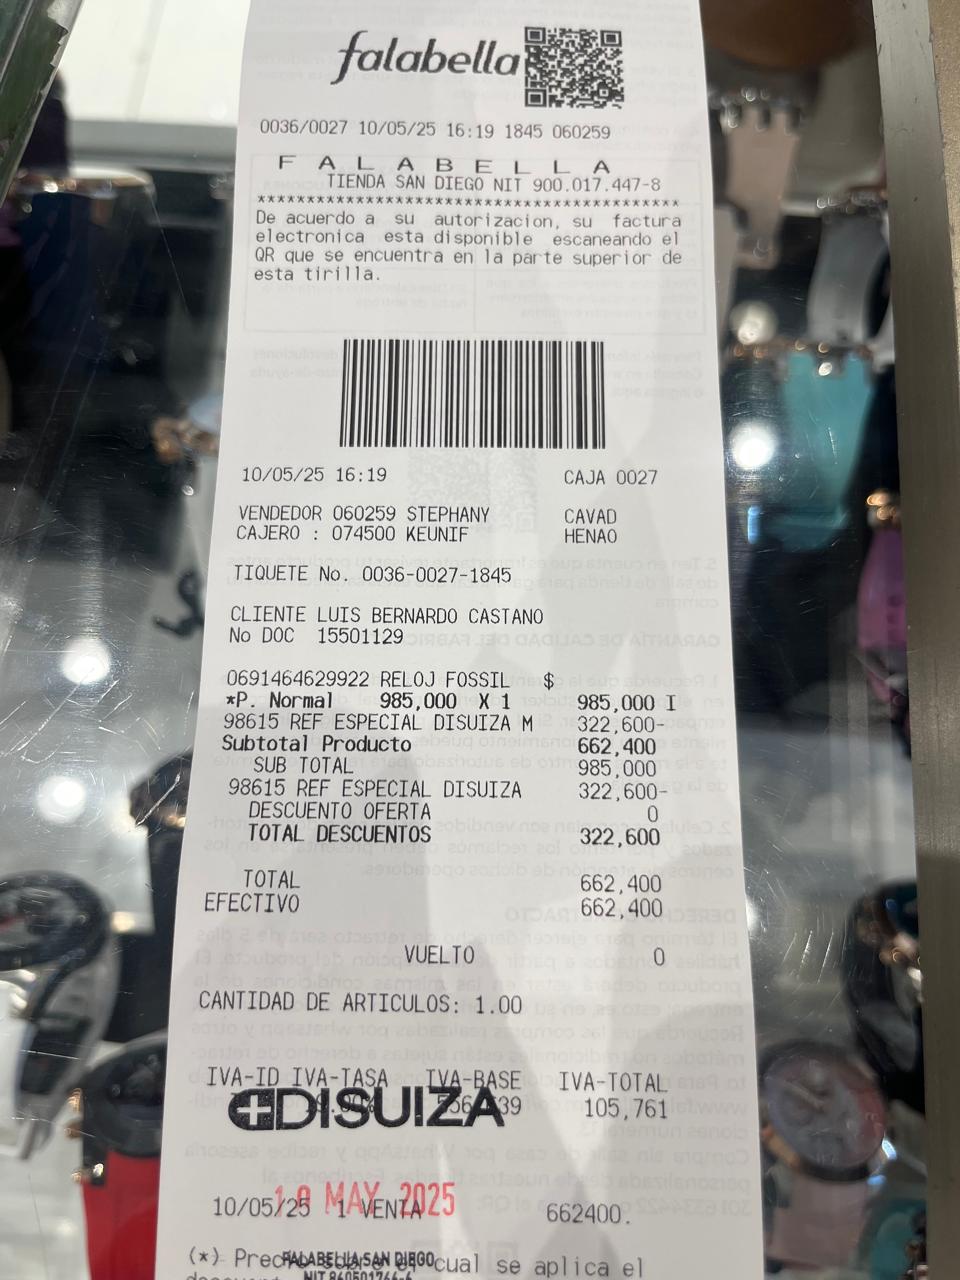 falabella
0036/0027 10/05/25 16:19 1845 060259
F A L A B E L L A
TIENDA SAN DIEGO NIT 900.017.447-8
******************************************
De acuerdo a su autorizacion, su factura
electronica esta disponible escaneando el
QR que se encuentra en la parte superior de
esta tirilla.
10/05/25 16:19 CAJA 0027
VENDEDOR 060259 STEPHANY CAVAD
CAJERO : 074500 KEUNIF HENAO
TIQUETE No. 0036-0027-1845
CLIENTE LUIS BERNARDO CASTANO
No DOC 15501129
0691464629922 RELOJ FOSSIL $
*P. Normal 985,000 X 1 985,000 I
98615 REF ESPECIAL DISUIZA M 322,600-
Subtotal Producto 662,400
SUB TOTAL 985,000
98615 REF ESPECIAL DISUIZA 322,600-
DESCUENTO OFERTA 0
TOTAL DESCUENTOS 322,600
TOTAL 662,400
EFECTIVO 662,400
VUELTO 0
CANTIDAD DE ARTICULOS: 1.00
IVA-ID IVA-TASA IVA-BASE IVA-TOTAL
105,761
DISUIZA
10/05/25 1 VENTA 662400.
MAY 2025
(*) cual se aplica el
FALABELLA SAN DIEGO